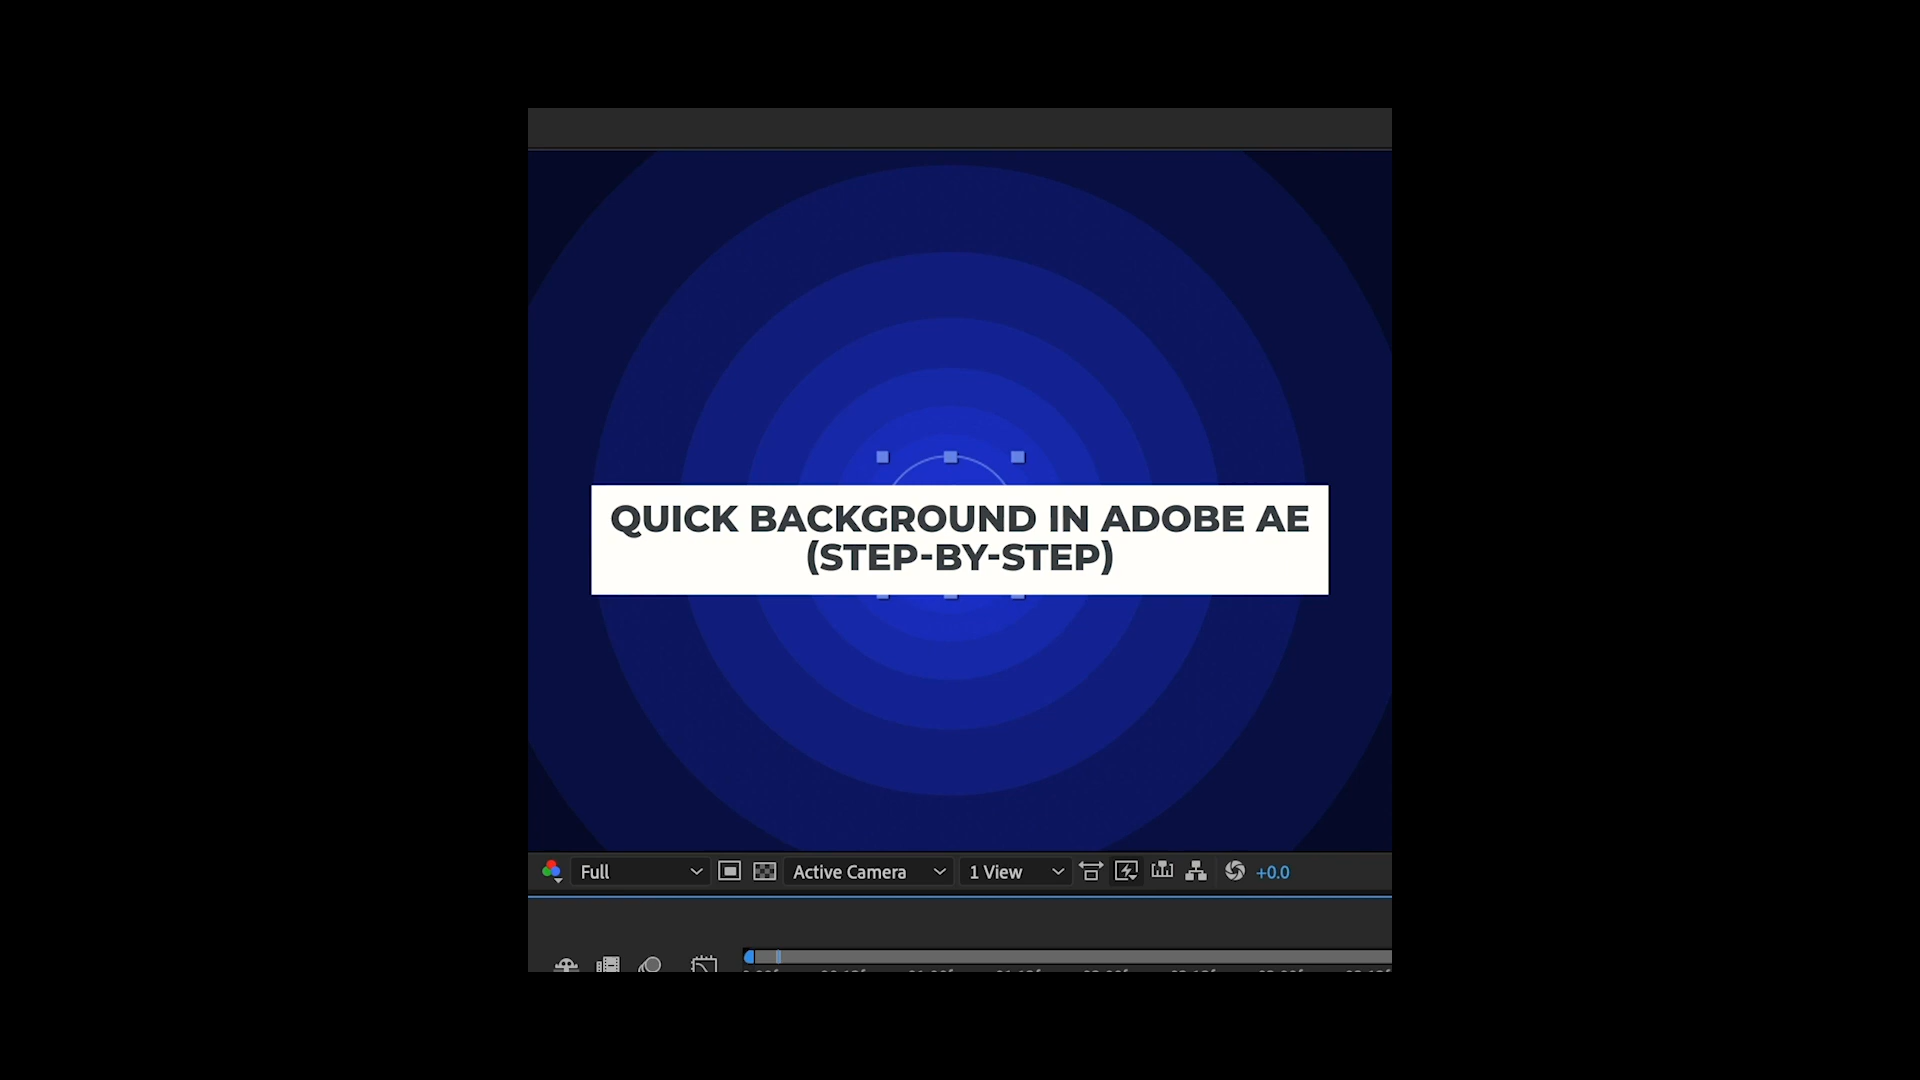 QUICK BACKGROUND IN ADOBE AE
(STEP-BY-STEP)
Full
Active Camera
1 View
+0.0